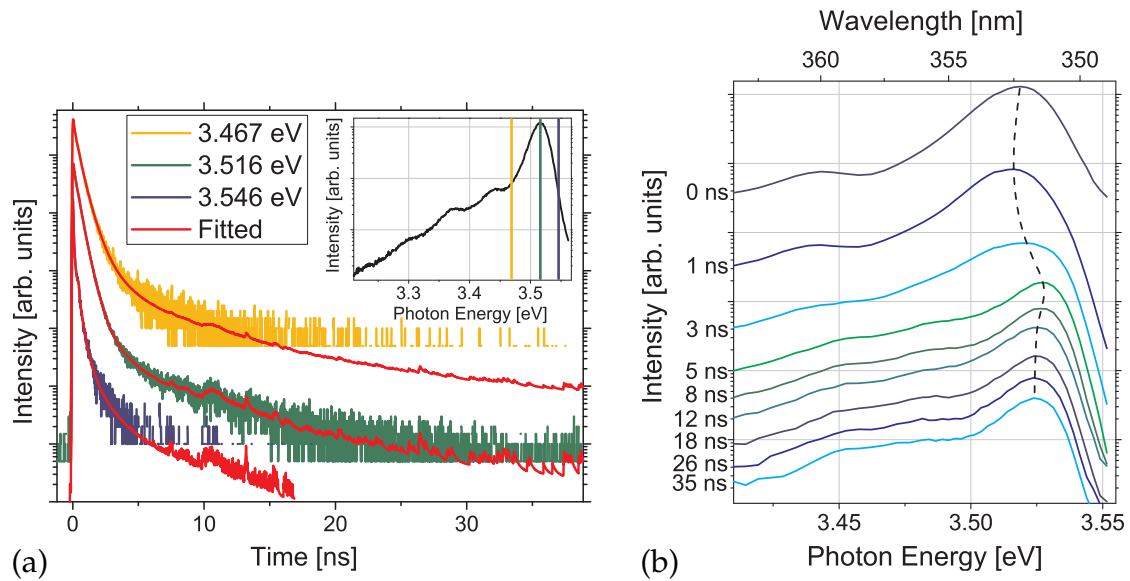 3.467 eV
3.516 eV
3.546 eV
Fitted
Intensity [arb. units]
3.3 3.4 3.5
Photon Energy [eV]
Intensity [arb. units]
0 10 20 30
Time [ns]
(a)
Wavelength [nm]
360 355 350
0 ns
1 ns
3 ns
5 ns
8 ns
12 ns
18 ns
26 ns
35 ns
Intensity [arb. units]
3.45 3.50 3.55
Photon Energy [eV]
(b)